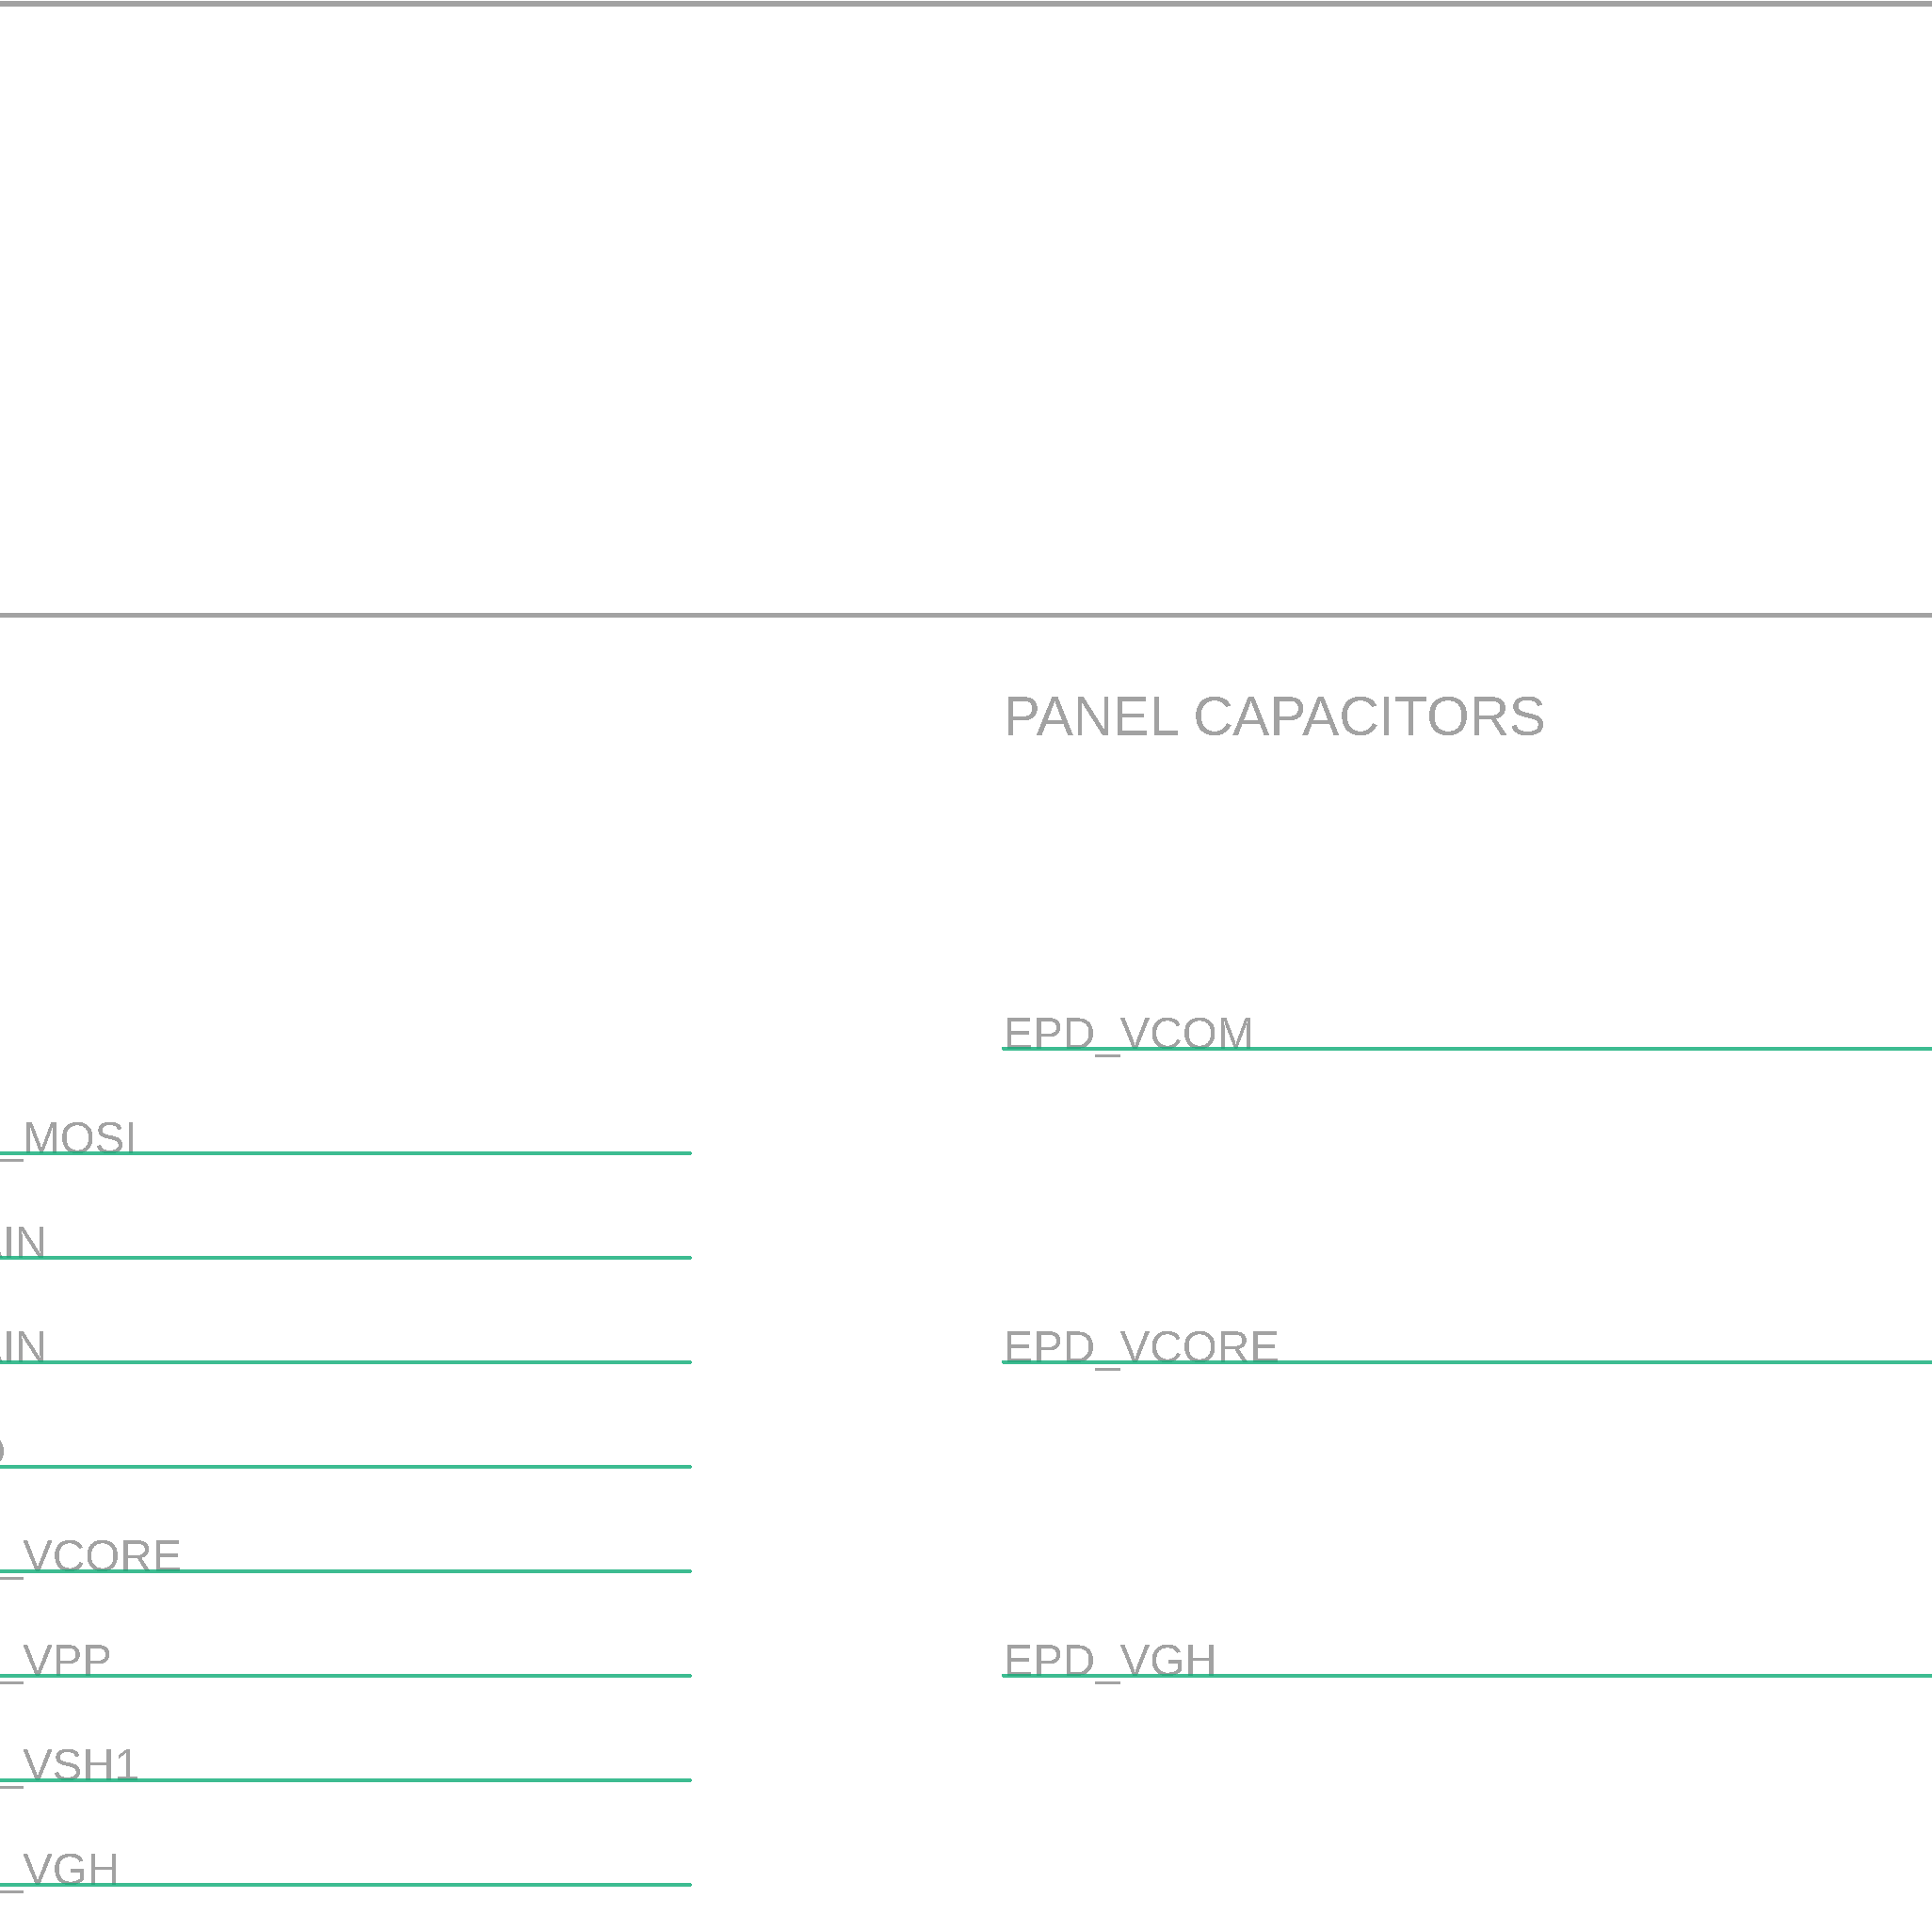 PANEL CAPACITORS
EPD_VCOM
_MOSI
IN
IN
EPD_VCORE
_VCORE
_VPP
EPD_VGH
_VSH1
_VGH